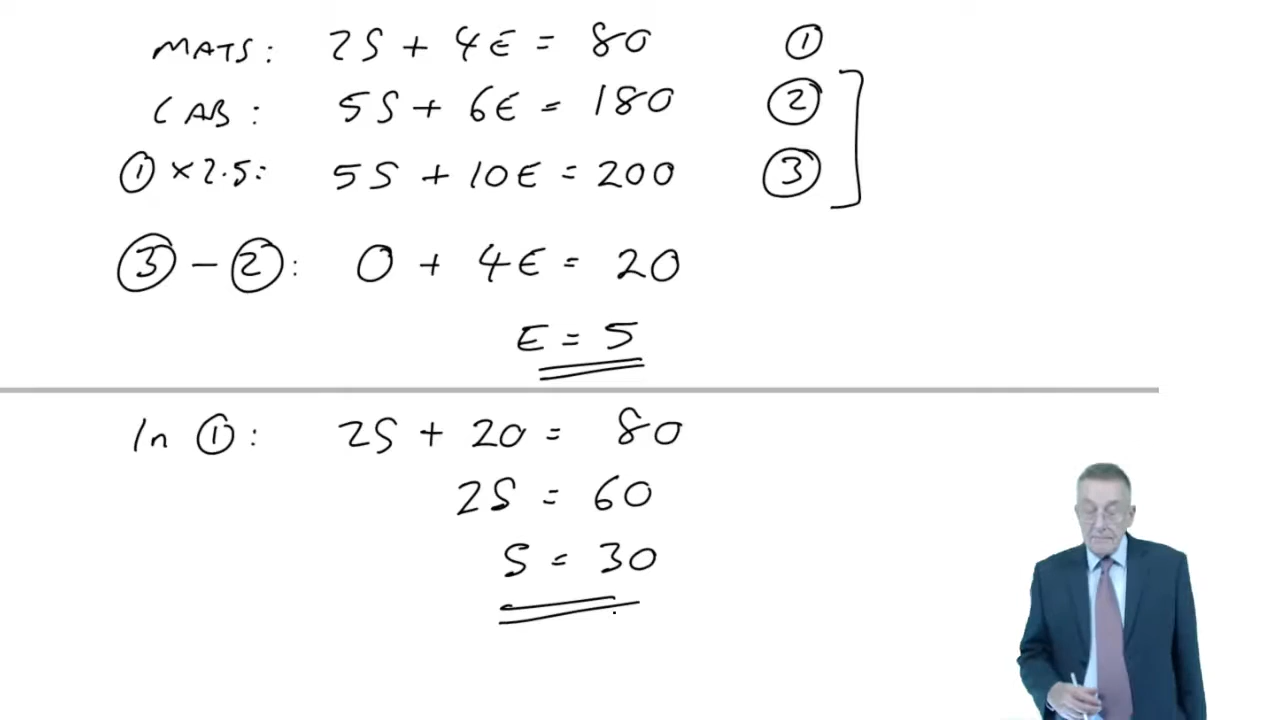 MATS: 2S + 4E = 80 ①
LAB: 5S + 6E = 180 ②
① × 2.5: 5S + 10E = 200 ③
③ - ②: 0 + 4E = 20
E = 5
In ①: 2S + 20 = 80
2S = 60
S = 30